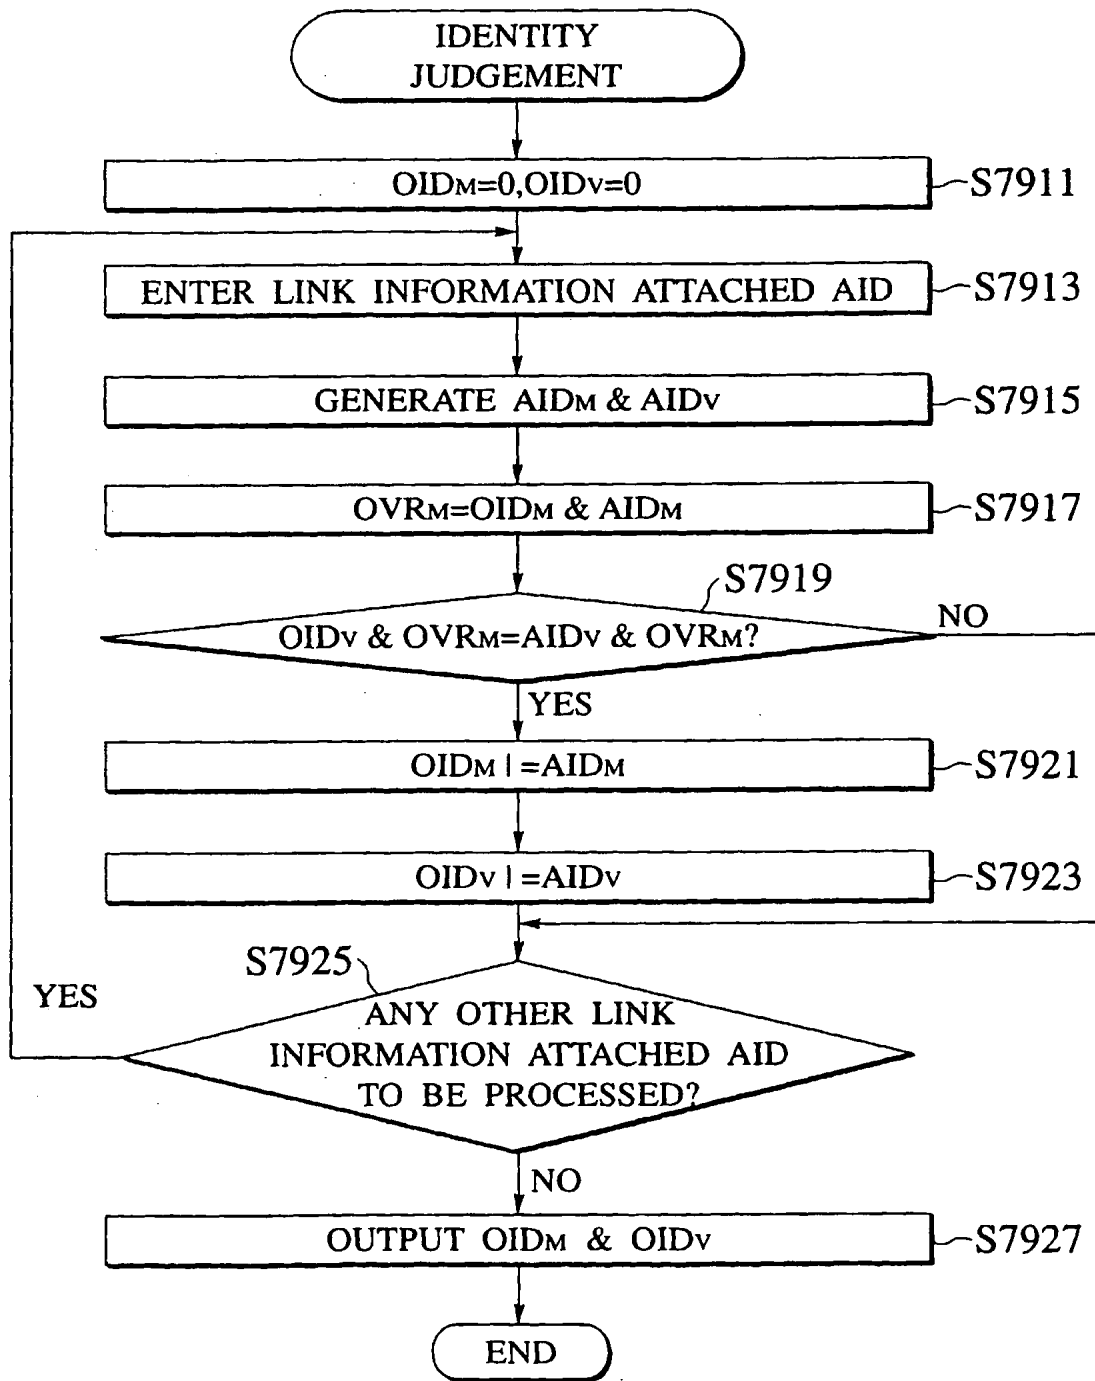 IDENTITY
JUDGEMENT
OIDM=0,OIDV=0
S7911
ENTER LINK INFORMATION ATTACHED AID
S7913
GENERATE AIDM & AIDV
S7915
OVRM=OIDM & AIDM
S7917
S7919
OIDV & OVRM=AIDV & OVRM?
NO
YES
OIDM |=AIDM
S7921
OIDV |=AIDV
S7923
S7925
YES
ANY OTHER LINK
INFORMATION ATTACHED AID
TO BE PROCESSED?
NO
OUTPUT OIDM & OIDV
S7927
END